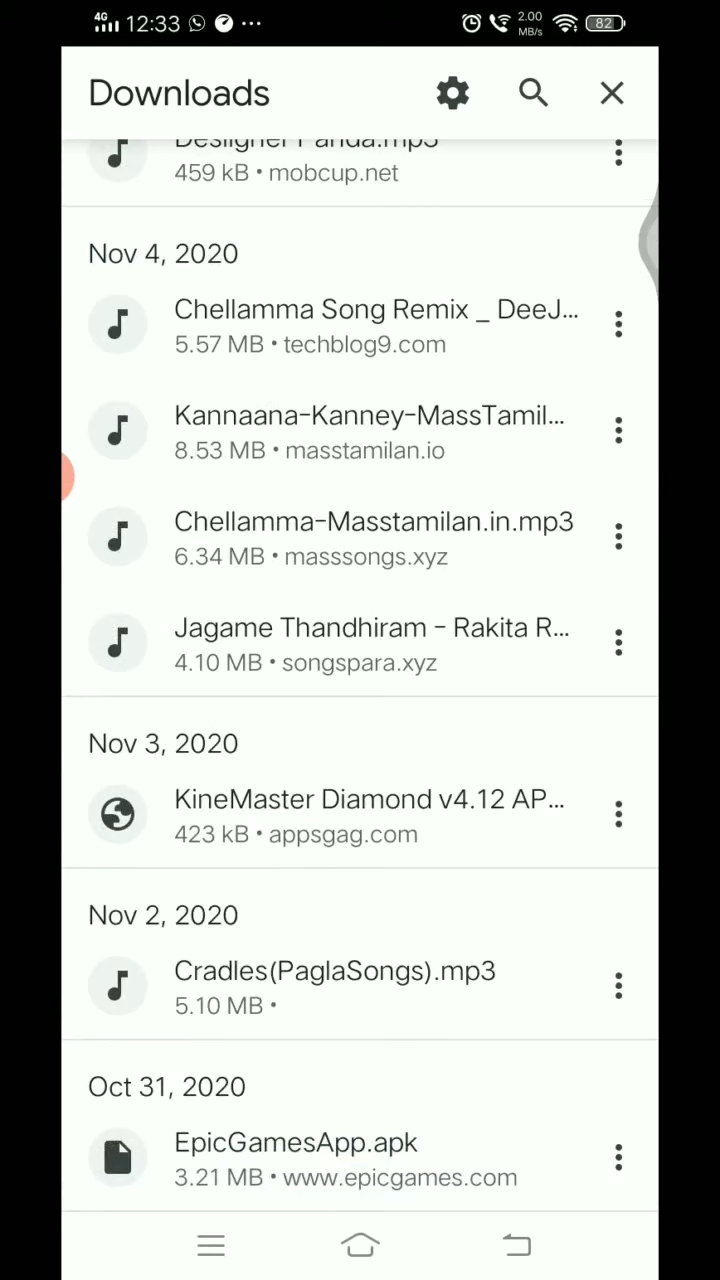 4G 12:33 2.00 MB/s 82
Downloads
Desiigner Panda.mp3
459 kB • mobcup.net
Nov 4, 2020
Chellamma Song Remix _ DeeJ...
5.57 MB • techblog9.com
Kannaana-Kanney-MassTamil...
8.53 MB • masstamilan.io
Chellamma-Masstamilan.in.mp3
6.34 MB • masssongs.xyz
Jagame Thandhiram - Rakita R...
4.10 MB • songspara.xyz
Nov 3, 2020
KineMaster Diamond v4.12 AP...
423 kB • appsgag.com
Nov 2, 2020
Cradles(PaglaSongs).mp3
5.10 MB •
Oct 31, 2020
EpicGamesApp.apk
3.21 MB • www.epicgames.com